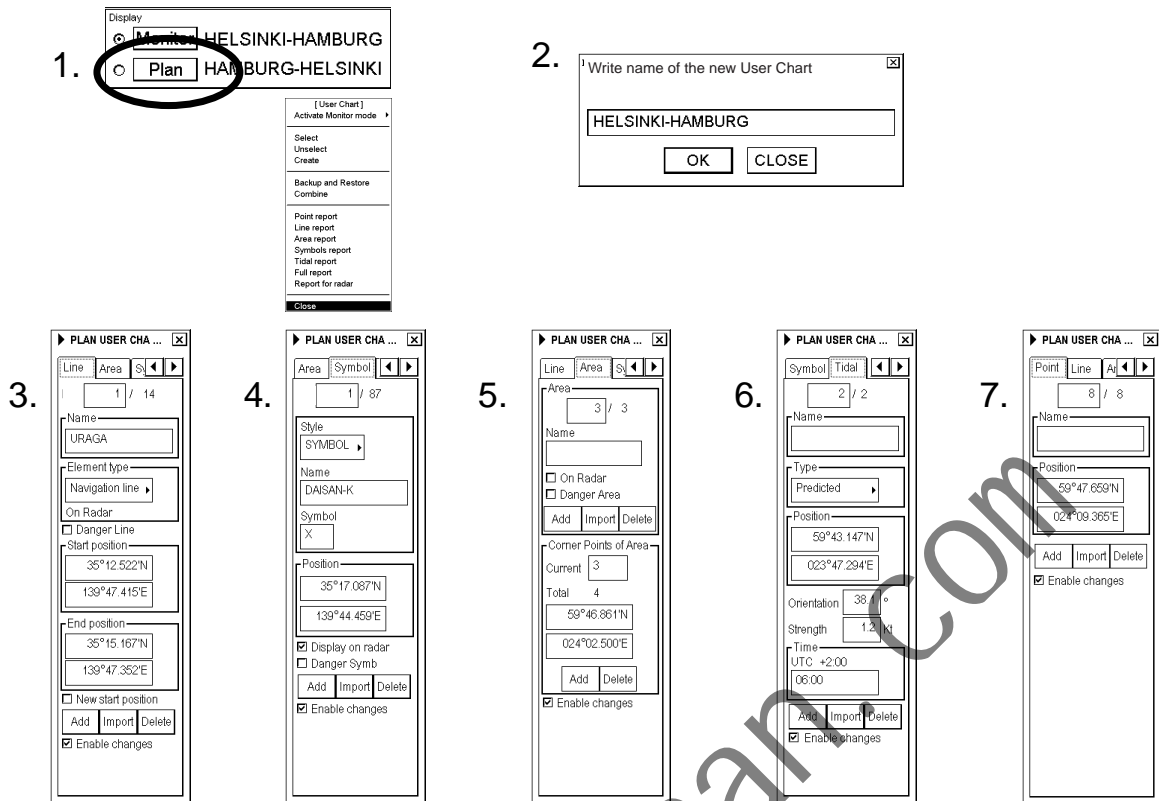 1.
Display
Monitor HELSINKI-HAMBURG
Plan HAMBURG-HELSINKI
[ User Chart ]
Activate Monitor mode
Select
Unselect
Create
Backup and Restore
Combine
Point report
Line report
Area report
Symbols report
Tidal report
Full report
Report for radar
Close
2.
Write name of the new User Chart
HELSINKI-HAMBURG
OK CLOSE
3.
PLAN USER CHA ...
Line Area Sy
1 / 14
Name
URAGA
Element type
Navigation line
On Radar
Danger Line
Start position
35°12.522'N
139°47.415'E
End position
35°15.167'N
139°47.352'E
New start position
Add Import Delete
Enable changes
4.
PLAN USER CHA ...
Area Symbol
1 / 87
Style
SYMBOL
Name
DAISAN-K
Symbol
X
Position
35°17.087'N
139°44.459'E
Display on radar
Danger Symb
Add Import Delete
Enable changes
5.
PLAN USER CHA ...
Line Area Sy
Area
3 / 3
Name
On Radar
Danger Area
Add Import Delete
Corner Points of Area
Current 3
Total 4
59°46.861'N
024°02.500'E
Add Delete
Enable changes
6.
PLAN USER CHA ...
Symbol Tidal
2 / 2
Name
Type
Predicted
Position
59°43.147'N
023°47.294'E
Orientation 38.1 °
Strength 1.2 Kt
Time
UTC +2:00
06:00
Add Import Delete
Enable changes
7.
PLAN USER CHA ...
Point Line Ar
8 / 8
Name
Position
59°47.659'N
024°09.365'E
Add Import Delete
Enable changes
an.com